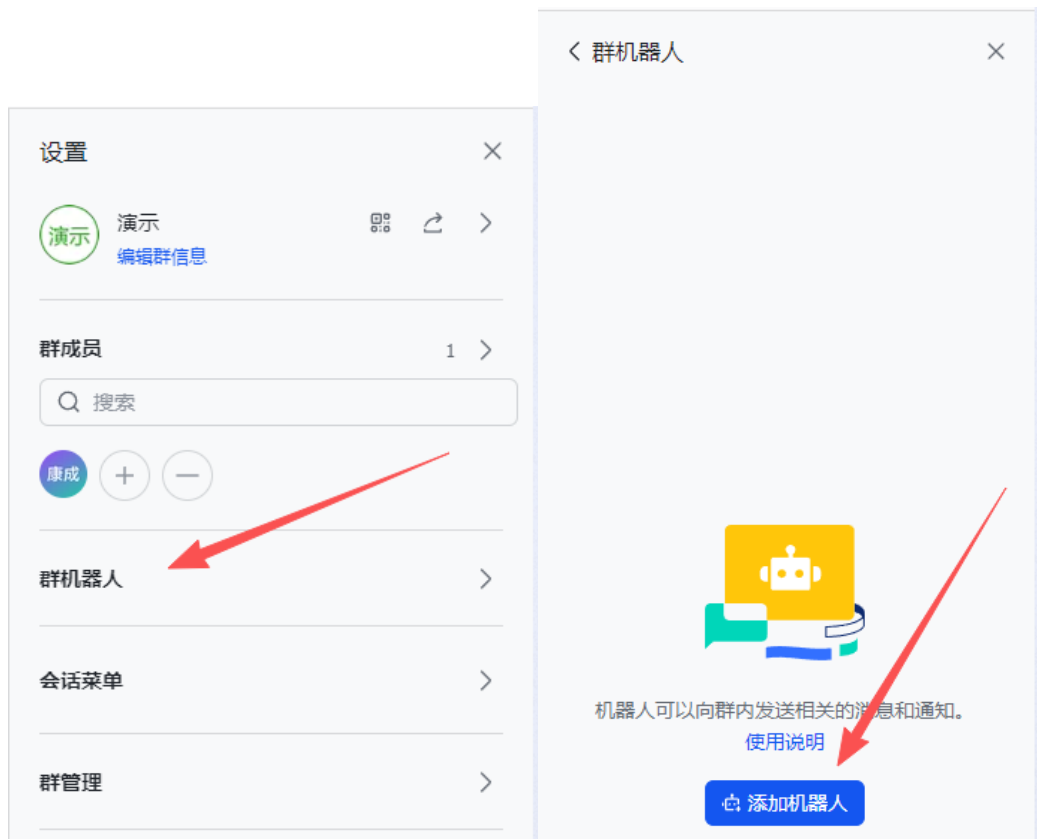 设置
演示
演示
编辑群信息
群成员
1
搜索
康成
群机器人
会话菜单
群管理
群机器人
机器人可以向群内发送相关的消息和通知。
使用说明
添加机器人